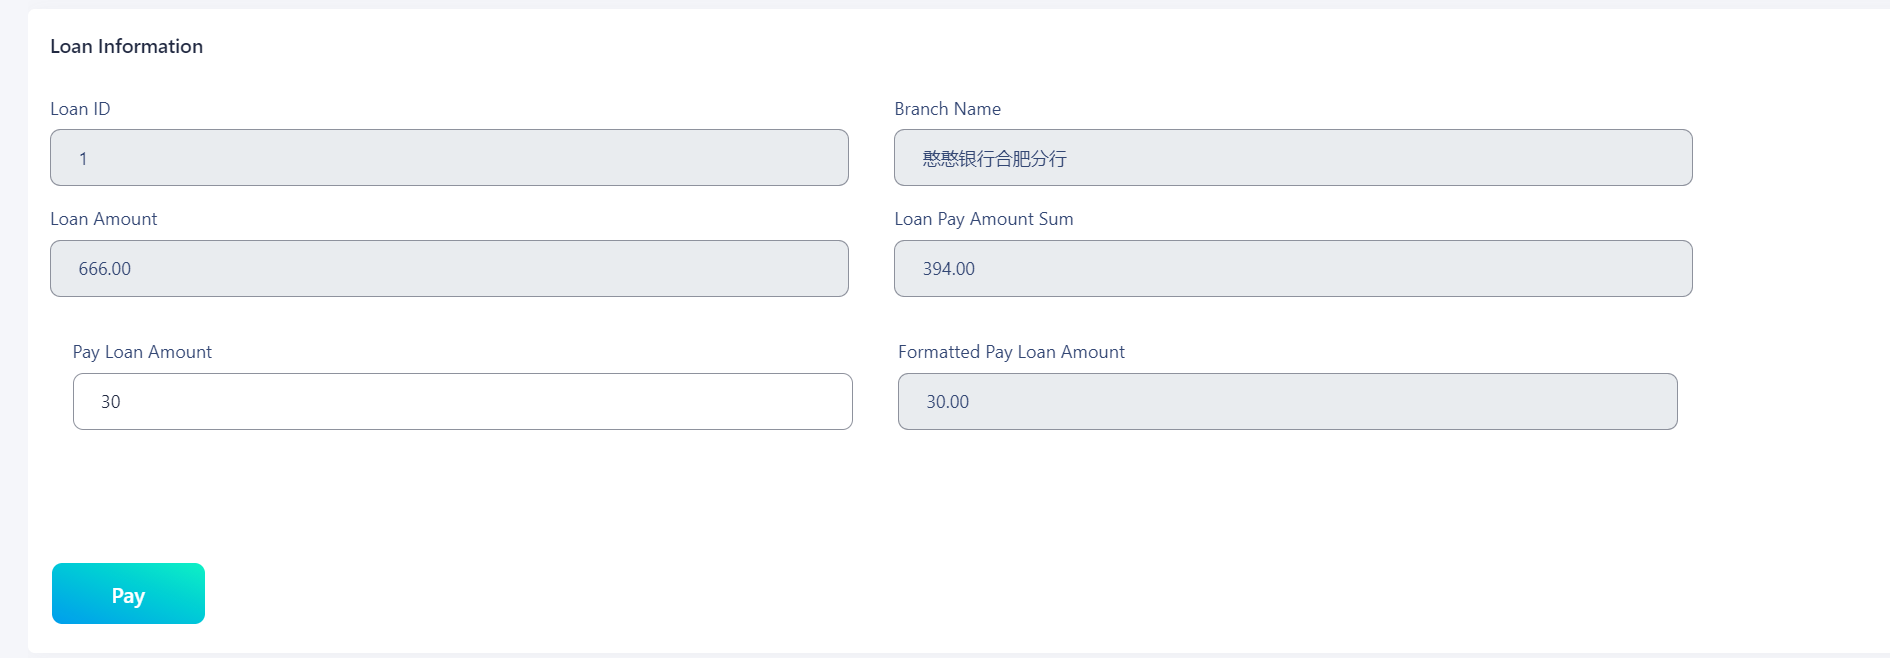 Loan Information
Loan ID
Branch Name
1
憨憨银行合肥分行
Loan Amount
Loan Pay Amount Sum
666.00
394.00
Pay Loan Amount
Formatted Pay Loan Amount
30
30.00
Pay